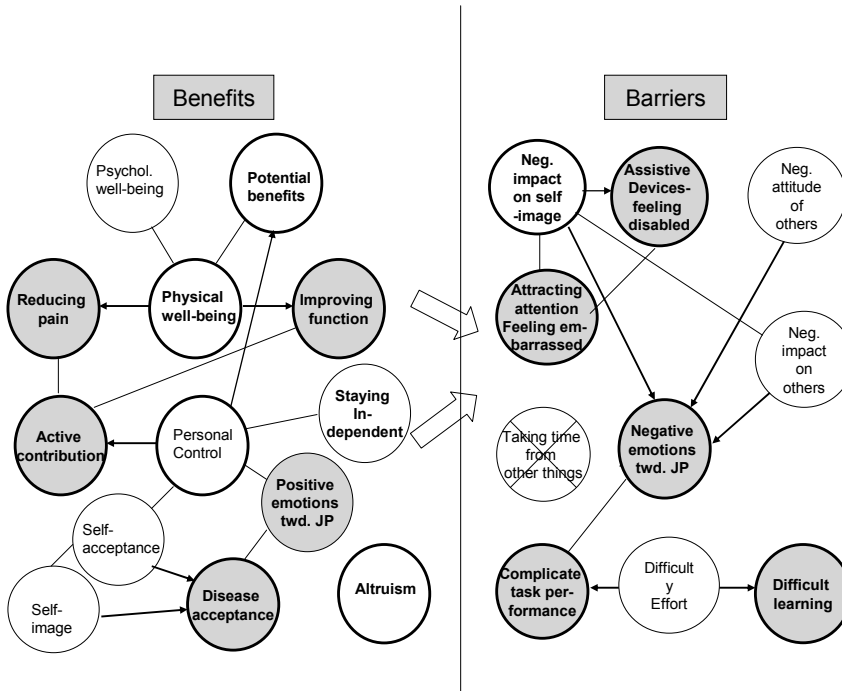 Benefits
Psychol.
well-being
Potential
benefits
Reducing
pain
Physical
well-being
Improving
function
Active
contribution
Personal
Control
Staying
In-
dependent
Positive
emotions
twd. JP
Self-
acceptance
Disease
acceptance
Self-
image
Altruism
Barriers
Neg.
impact
on self
-image
Assistive
Devices-
feeling
disabled
Neg.
attitude
of
others
Attracting
attention
Feeling em-
barrassed
Neg.
impact
on
others
Taking time
from
other things
Negative
emotions
twd. JP
Complicate
task per-
formance
Difficult
y
Effort
Difficult
learning